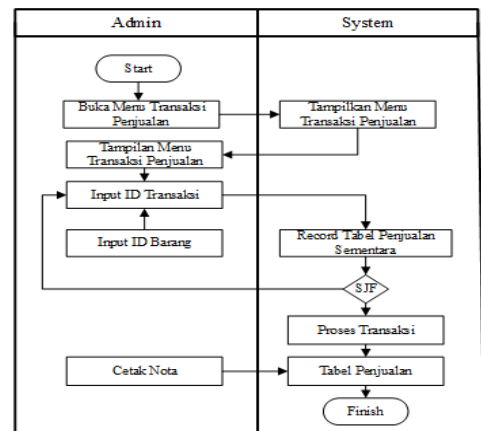 Admin
System
Start
Buka Menu Transaksi
Penjualan
Tampilkan Menu
Transaksi Penjualan
Tampilan Menu
Transaksi Penjualan
Input ID Transaksi
Input ID Barang
Record Tabel Penjualan
Sementara
SJF
Proses Transaksi
Cetak Nota
Tabel Penjualan
Finish